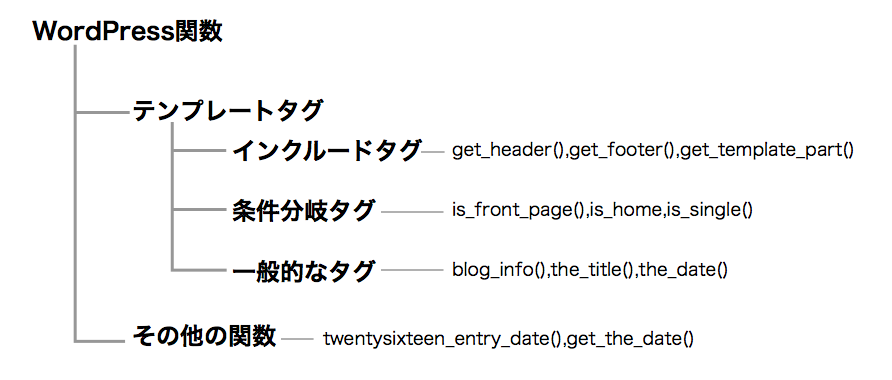 WordPress関数
テンプレートタグ
インクルードタグ get_header(),get_footer(),get_template_part()
条件分岐タグ is_front_page(),is_home,is_single()
一般的なタグ blog_info(),the_title(),the_date()
その他の関数 twentysixteen_entry_date(),get_the_date()